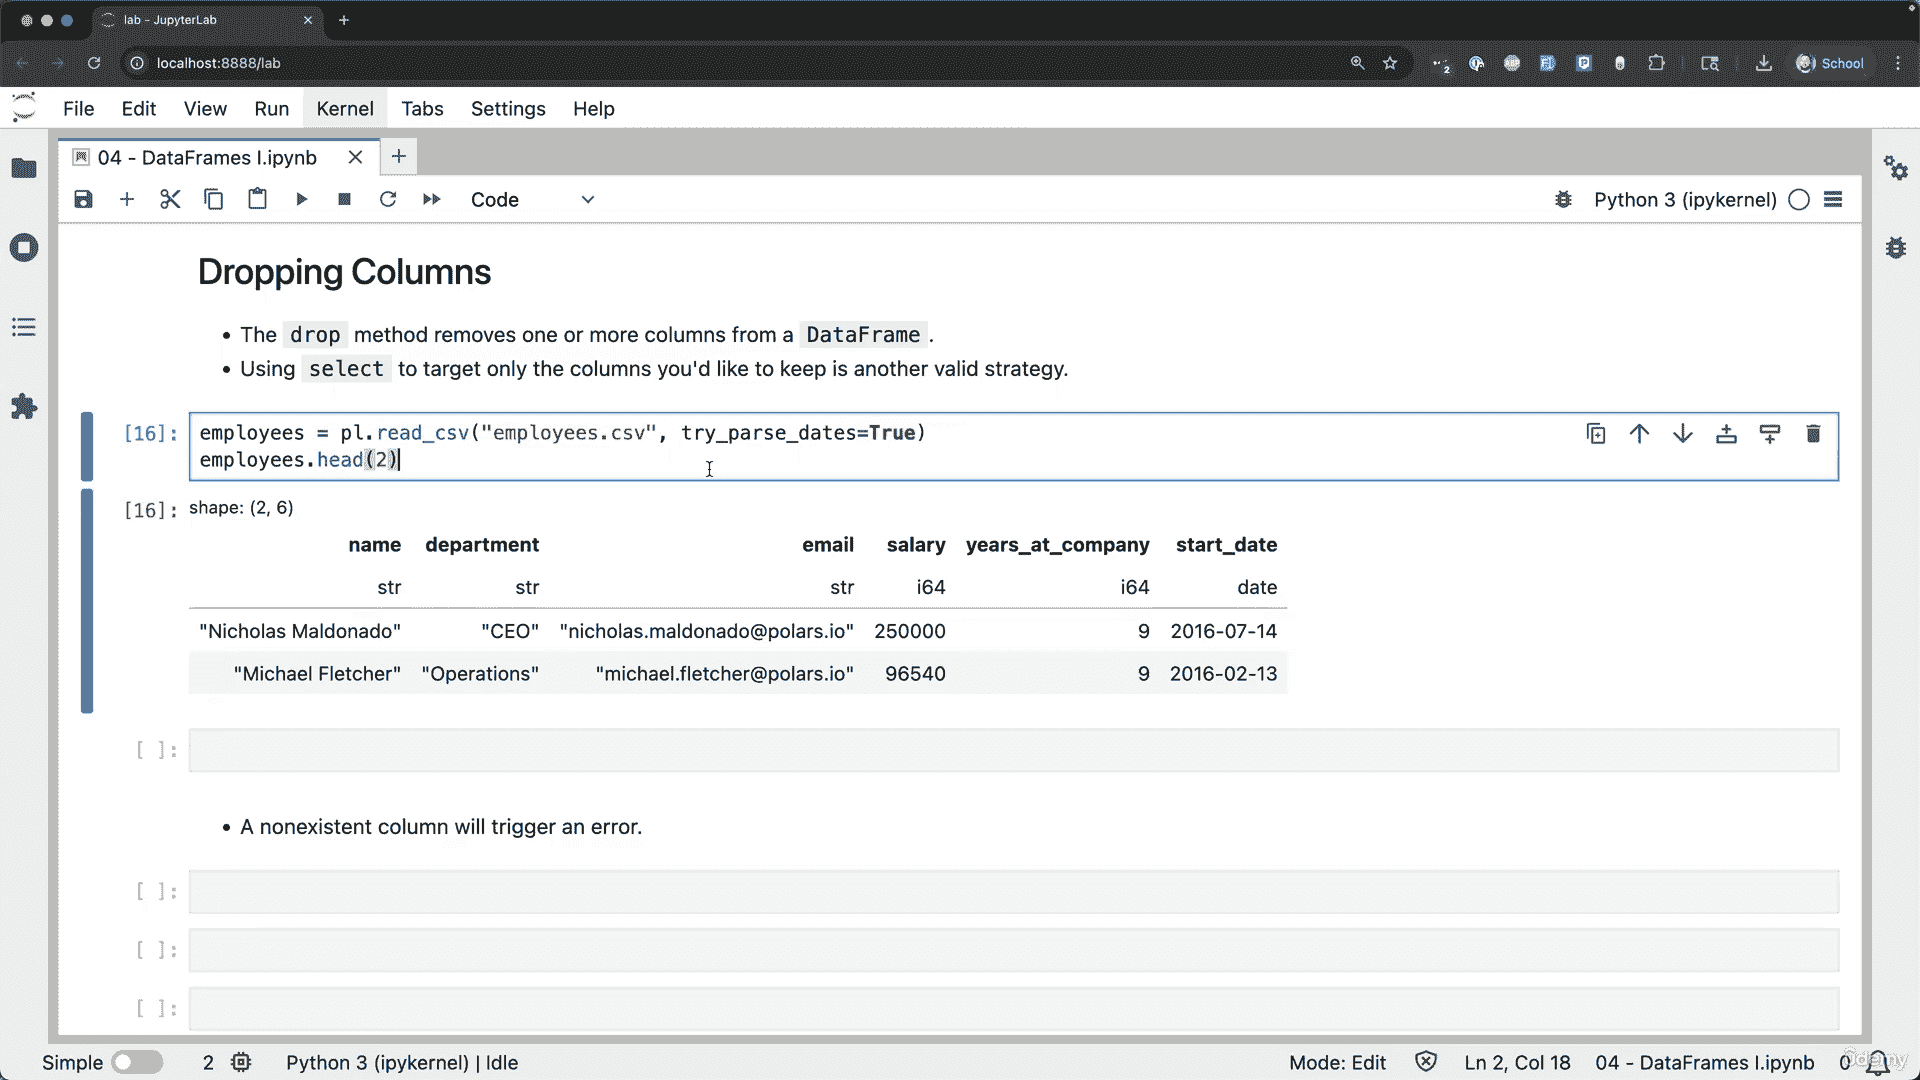 lab - JupyterLab
localhost:8888/lab
2
School
File Edit View Run Kernel Tabs Settings Help
04 - DataFrames I.ipynb
Code
Python 3 (ipykernel)
Dropping Columns
• The drop method removes one or more columns from a DataFrame.
• Using select to target only the columns you'd like to keep is another valid strategy.
[16]: employees = pl.read_csv("employees.csv", try_parse_dates=True)
employees.head(2)
[16]: shape: (2, 6)
name department email salary years_at_company start_date
str str str i64 i64 date
"Nicholas Maldonado" "CEO" "nicholas.maldonado@polars.io" 250000 9 2016-07-14
"Michael Fletcher" "Operations" "michael.fletcher@polars.io" 96540 9 2016-02-13
[ ]:
• A nonexistent column will trigger an error.
[ ]:
[ ]:
[ ]:
Simple 2 Python 3 (ipykernel) | Idle Mode: Edit Ln 2, Col 18 04 - DataFrames I.ipynb 0